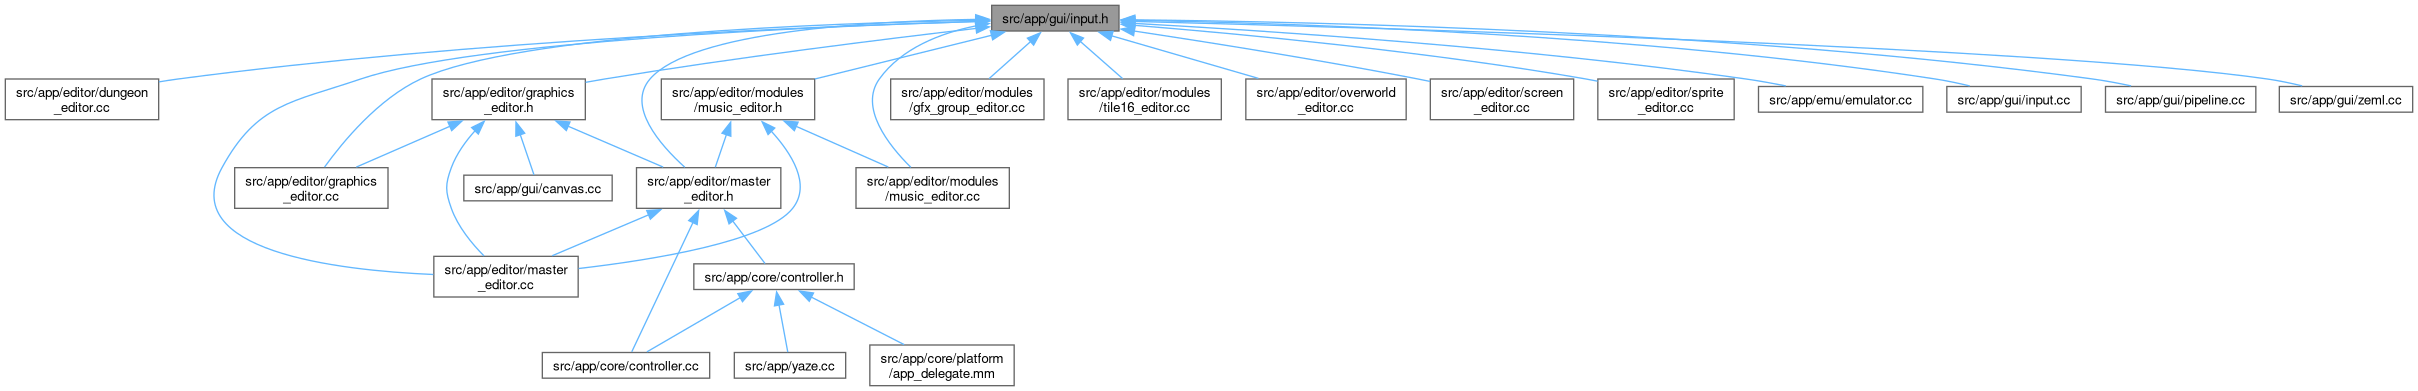 src/app/gui/input.h
src/app/editor/dungeon
_editor.cc
src/app/editor/graphics
_editor.h
src/app/editor/modules
/music_editor.h
src/app/editor/modules
/gfx_group_editor.cc
src/app/editor/modules
/tile16_editor.cc
src/app/editor/overworld
_editor.cc
src/app/editor/screen
_editor.cc
src/app/editor/sprite
_editor.cc
src/app/emu/emulator.cc
src/app/gui/input.cc
src/app/gui/pipeline.cc
src/app/gui/zeml.cc
src/app/editor/graphics
_editor.cc
src/app/gui/canvas.cc
src/app/editor/master
_editor.h
src/app/editor/modules
/music_editor.cc
src/app/editor/master
_editor.cc
src/app/core/controller.h
src/app/core/controller.cc
src/app/yaze.cc
src/app/core/platform
/app_delegate.mm